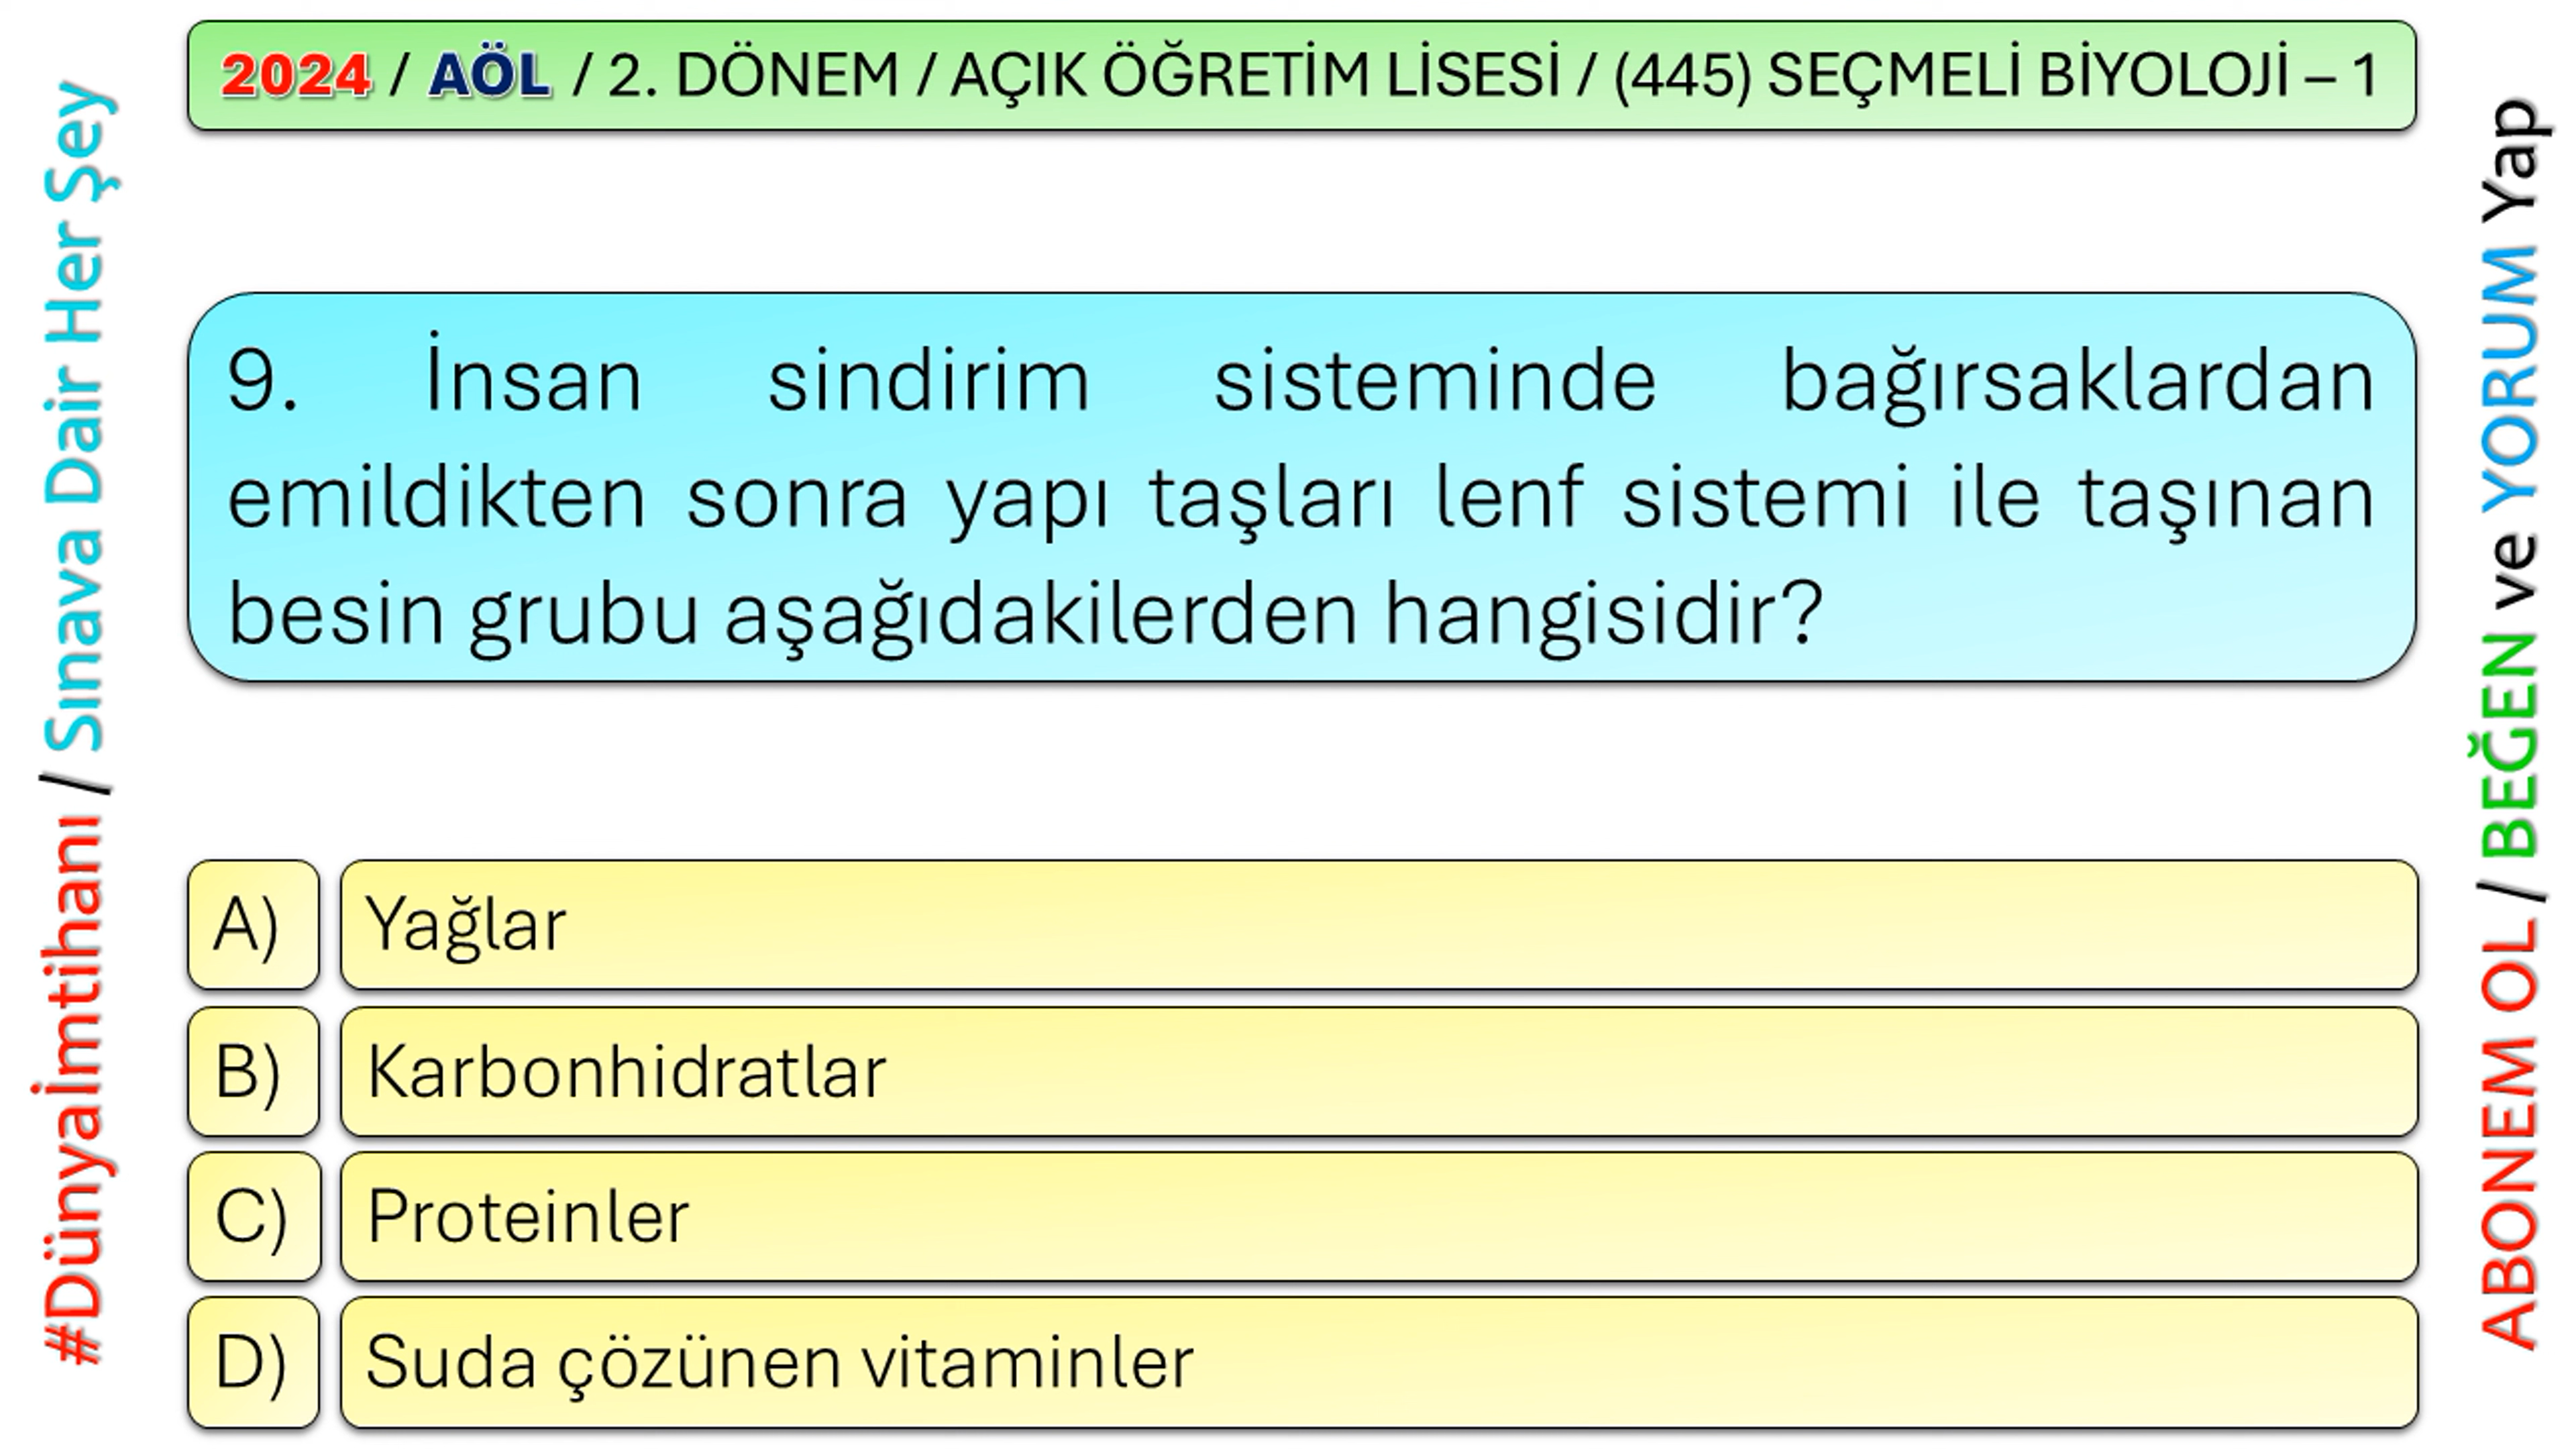 2024 / AÖL / 2. DÖNEM / AÇIK ÖĞRETİM LİSESİ / (445) SEÇMELİ BİYOLOJİ – 1
#Dünyaİmtihanı / Sınava Dair Her Şey
9. İnsan sindirim sisteminde bağırsaklardan
emildikten sonra yapı taşları lenf sistemi ile taşınan
besin grubu aşağıdakilerden hangisidir?
A) Yağlar
B) Karbonhidratlar
C) Proteinler
D) Suda çözünen vitaminler
ABONEM OL / BEĞEN ve YORUM Yap